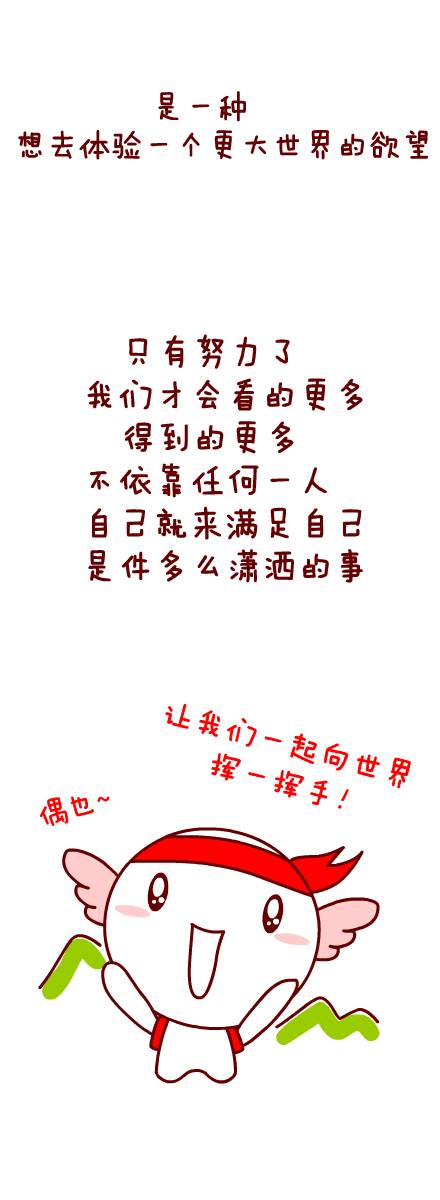 是一种
想去体验一个更大世界的欲望
只有努力了
我们才会看的更多
得到的更多
不依靠任何一人
自己就来满足自己
是件多么潇洒的事
让我们一起向世界
挥一挥手!
偶也~